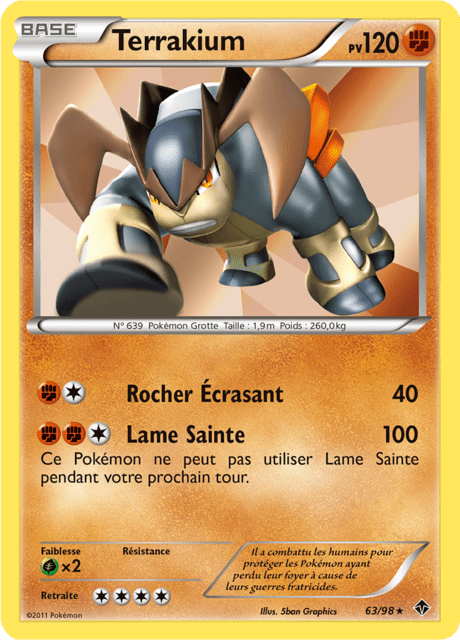 BASE
Terrakium
PV120
N° 639 Pokémon Grotte Taille : 1,9m Poids : 260,0kg
Rocher Écrasant 40
Lame Sainte 100
Ce Pokémon ne peut pas utiliser Lame Sainte
pendant votre prochain tour.
Faiblesse
×2
Résistance
Retraite
Il a combattu les humains pour
protéger les Pokémon ayant
perdu leur foyer à cause de
leurs guerres fratricides.
©2011 Pokémon
Illus. 5ban Graphics
63/98 ★